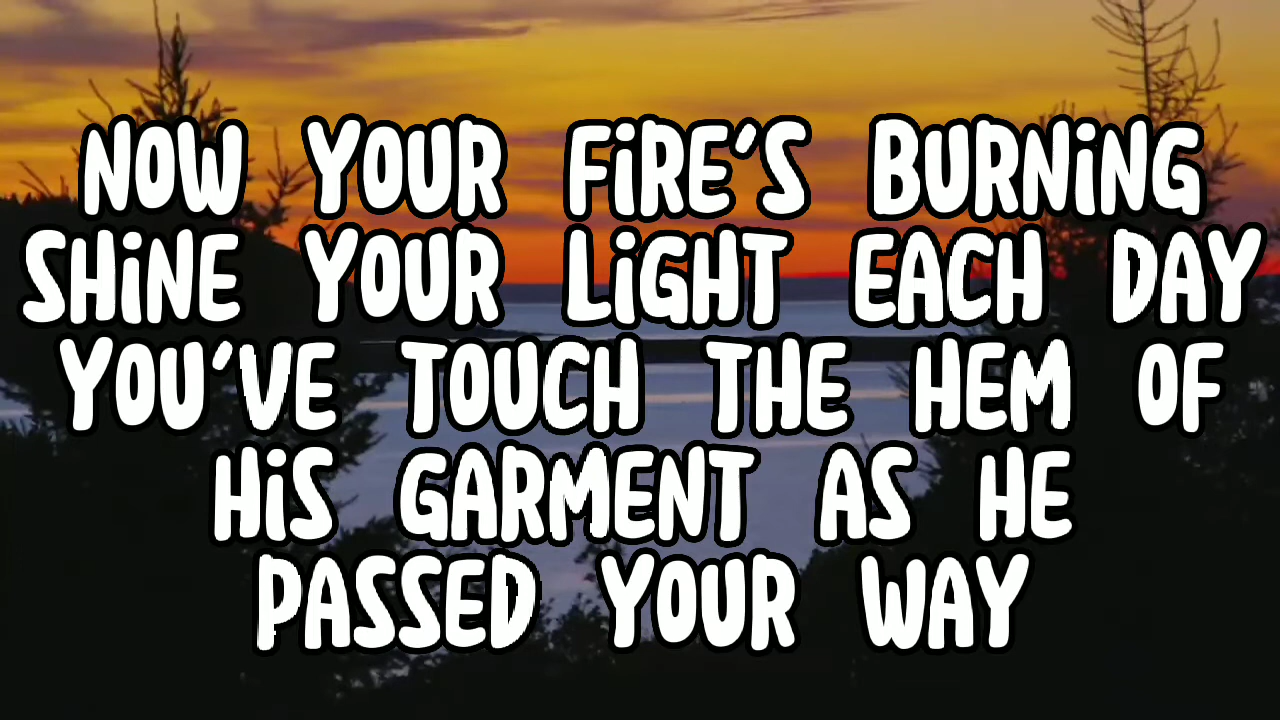 NOW YOUR FiRE'S BURNiNG
SHiNE YOUR LiGHT EACH DAY
YOU'VE TOUCH THE HEM OF
HiS GARMENT AS HE
PASSED YOUR WAY